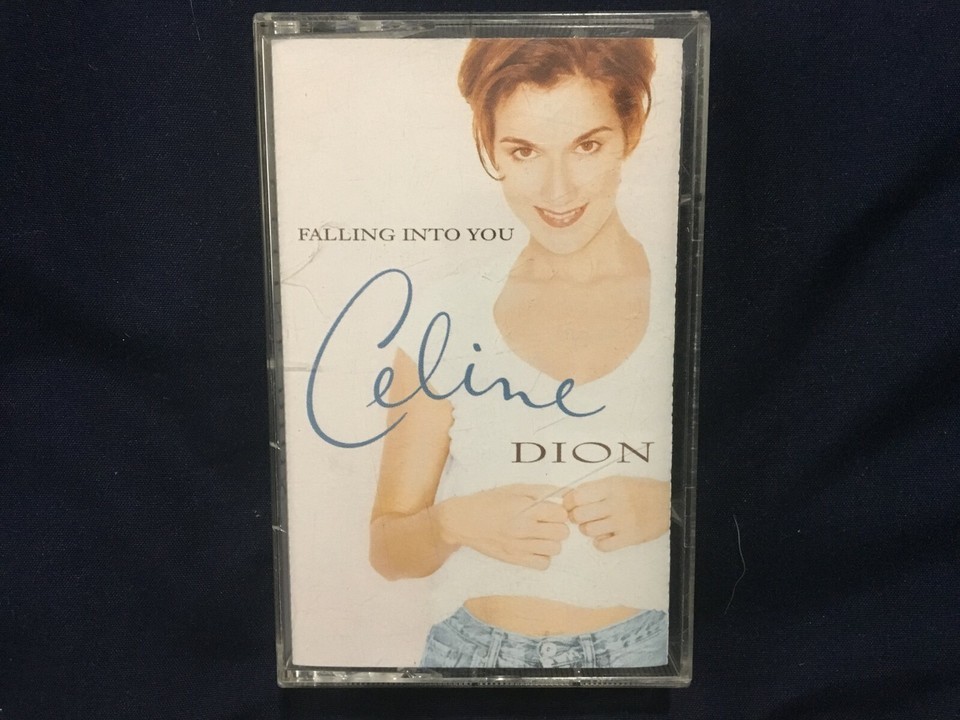 FALLING INTO YOU
Celine
DION